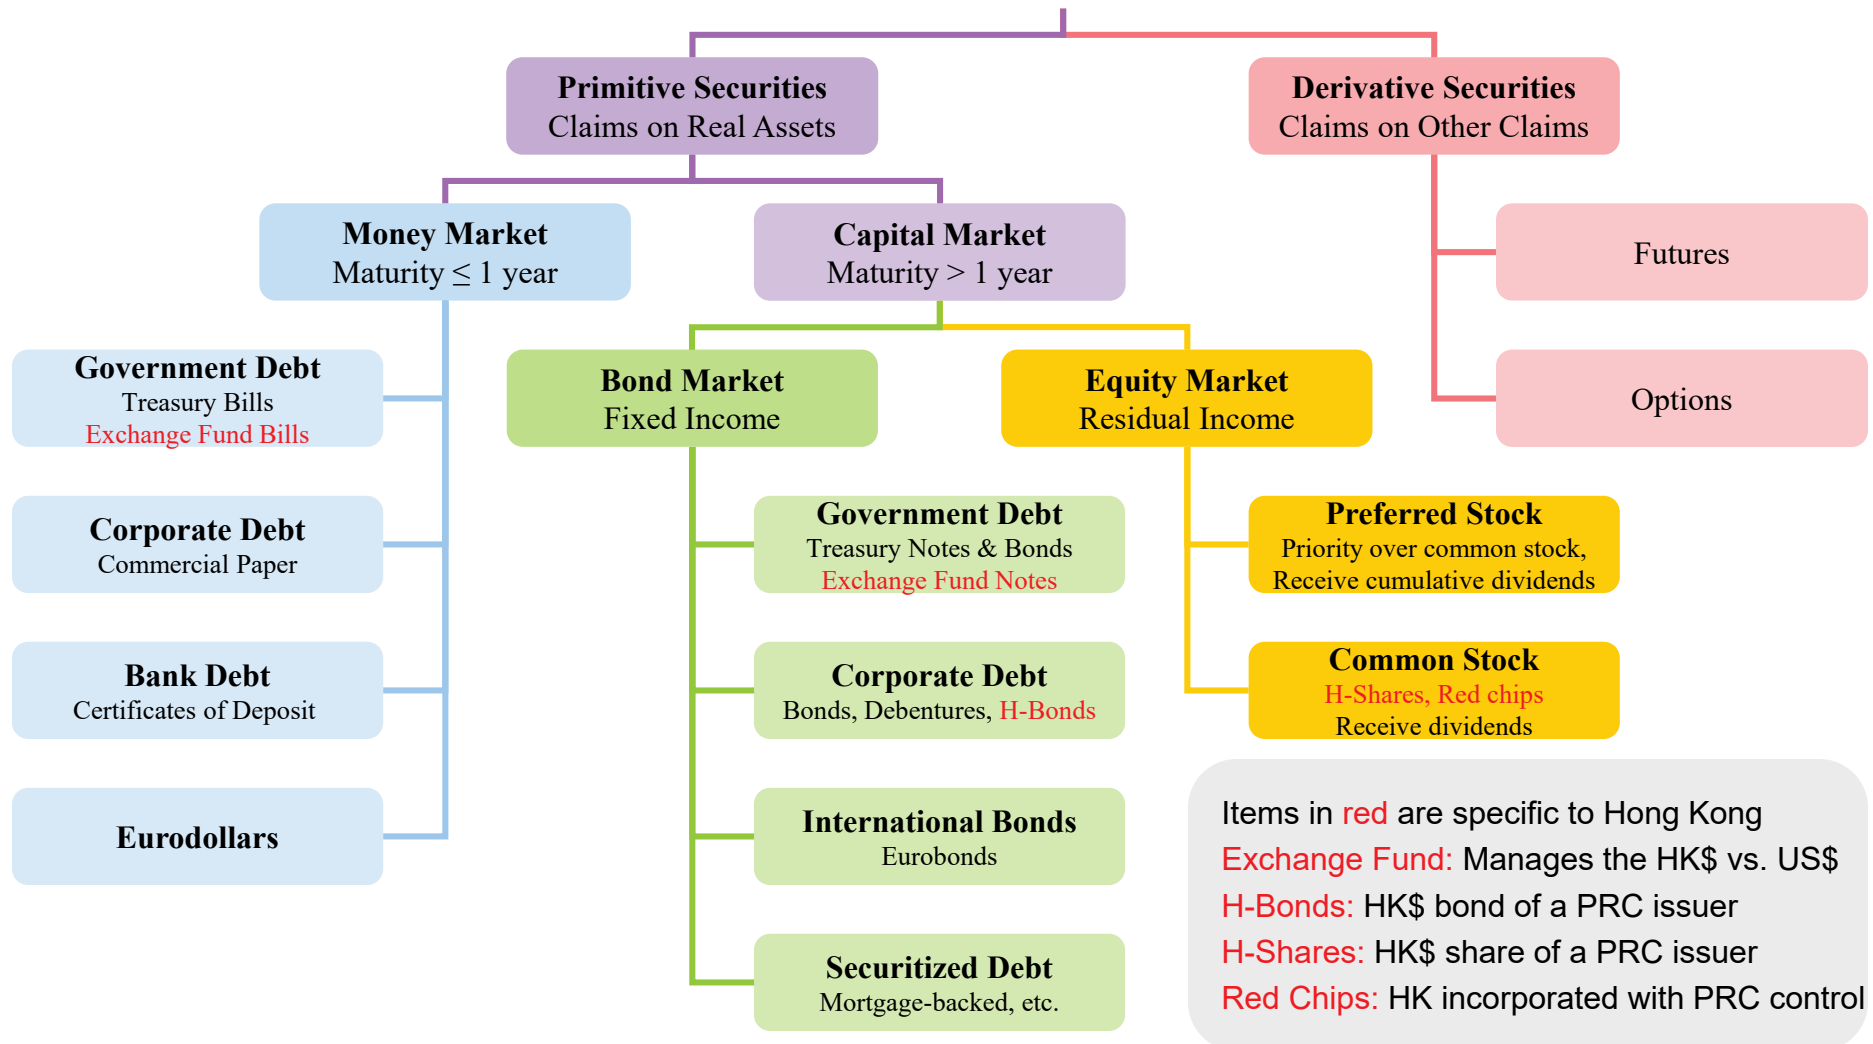 Primitive Securities
Claims on Real Assets
Derivative Securities
Claims on Other Claims
Money Market
Maturity ≤ 1 year
Capital Market
Maturity > 1 year
Futures
Options
Government Debt
Treasury Bills
Exchange Fund Bills
Corporate Debt
Commercial Paper
Bank Debt
Certificates of Deposit
Eurodollars
Bond Market
Fixed Income
Equity Market
Residual Income
Government Debt
Treasury Notes & Bonds
Exchange Fund Notes
Corporate Debt
Bonds, Debentures, H-Bonds
International Bonds
Eurobonds
Securitized Debt
Mortgage-backed, etc.
Preferred Stock
Priority over common stock,
Receive cumulative dividends
Common Stock
H-Shares, Red chips
Receive dividends
Items in red are specific to Hong Kong
Exchange Fund: Manages the HK$ vs. US$
H-Bonds: HK$ bond of a PRC issuer
H-Shares: HK$ share of a PRC issuer
Red Chips: HK incorporated with PRC control